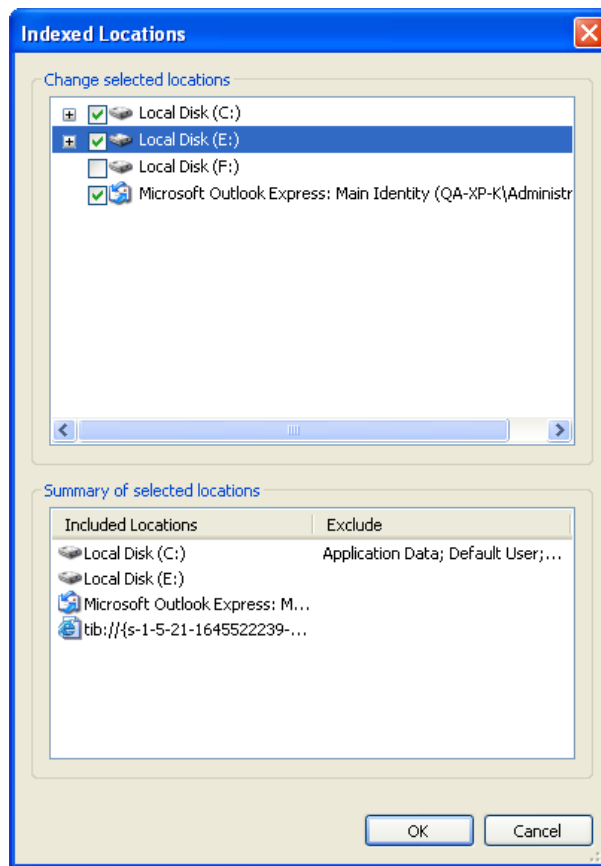 Indexed Locations
Change selected locations
Local Disk (C:)
Local Disk (E:)
Local Disk (F:)
Microsoft Outlook Express: Main Identity (QA-XP-K\Administr
Summary of selected locations
Included Locations Exclude
Local Disk (C:) Application Data; Default User;...
Local Disk (E:)
Microsoft Outlook Express: M...
tib://{s-1-5-21-1645522239-...
OK Cancel